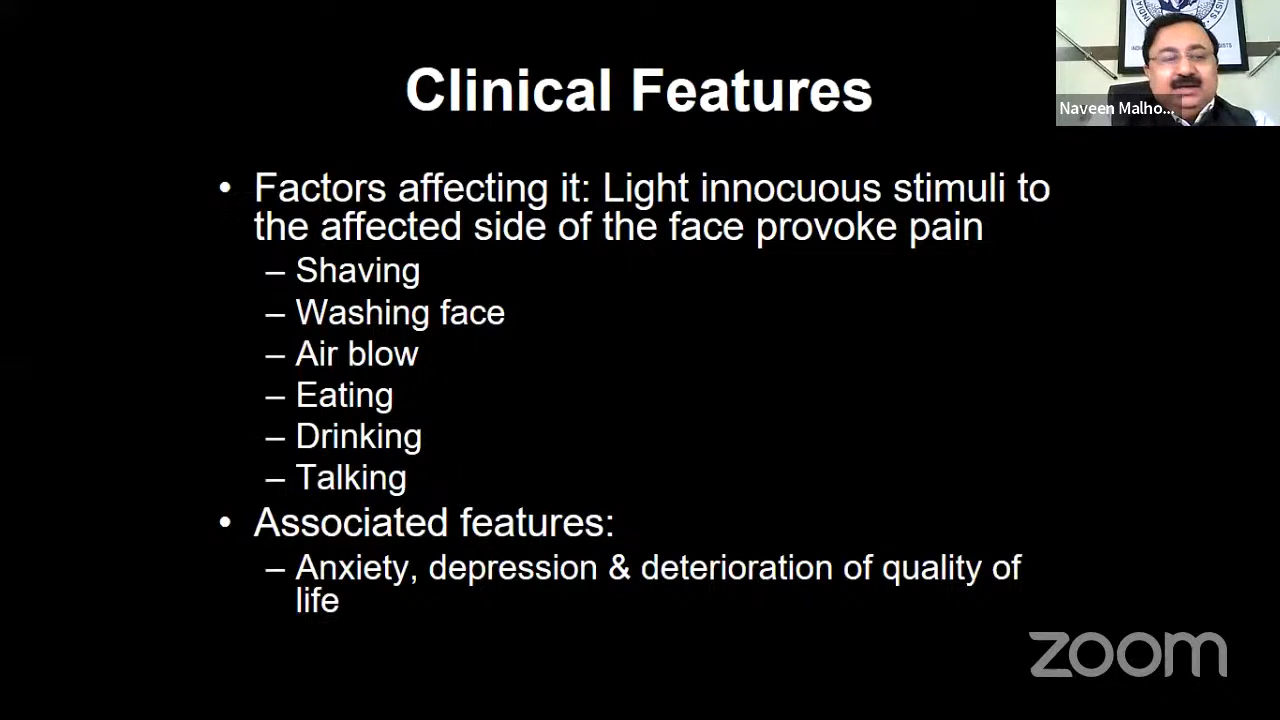 Clinical Features
Naveen Malho...
• Factors affecting it: Light innocuous stimuli to
the affected side of the face provoke pain
– Shaving
– Washing face
– Air blow
– Eating
– Drinking
– Talking
• Associated features:
– Anxiety, depression & deterioration of quality of
life
zoom